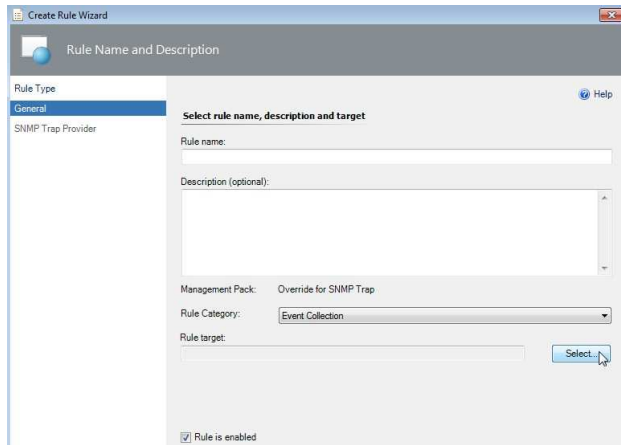 Create Rule Wizard
Rule Name and Description
Rule Type
General
SNMP Trap Provider
Help
Select rule name, description and target
Rule name:
Description (optional):
Management Pack: Override for SNMP Trap
Rule Category: Event Collection
Rule target:
Select...
Rule is enabled